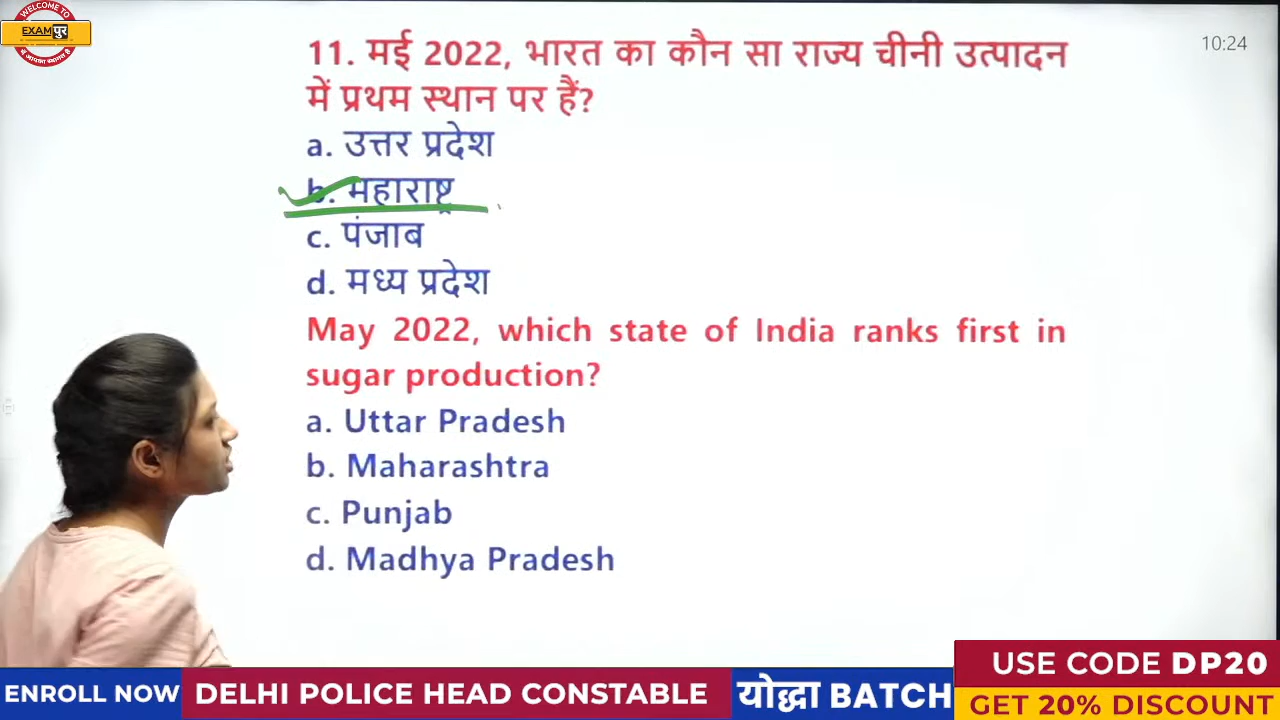 WELCOME TO
EXAMपुर
10:24
11. मई 2022, भारत का कौन सा राज्य चीनी उत्पादन
में प्रथम स्थान पर हैं?
a. उत्तर प्रदेश
b. महाराष्ट्र
c. पंजाब
d. मध्य प्रदेश
May 2022, which state of India ranks first in
sugar production?
a. Uttar Pradesh
b. Maharashtra
c. Punjab
d. Madhya Pradesh
ENROLL NOW
DELHI POLICE HEAD CONSTABLE
योद्धा BATCH
USE CODE DP20
GET 20% DISCOUNT